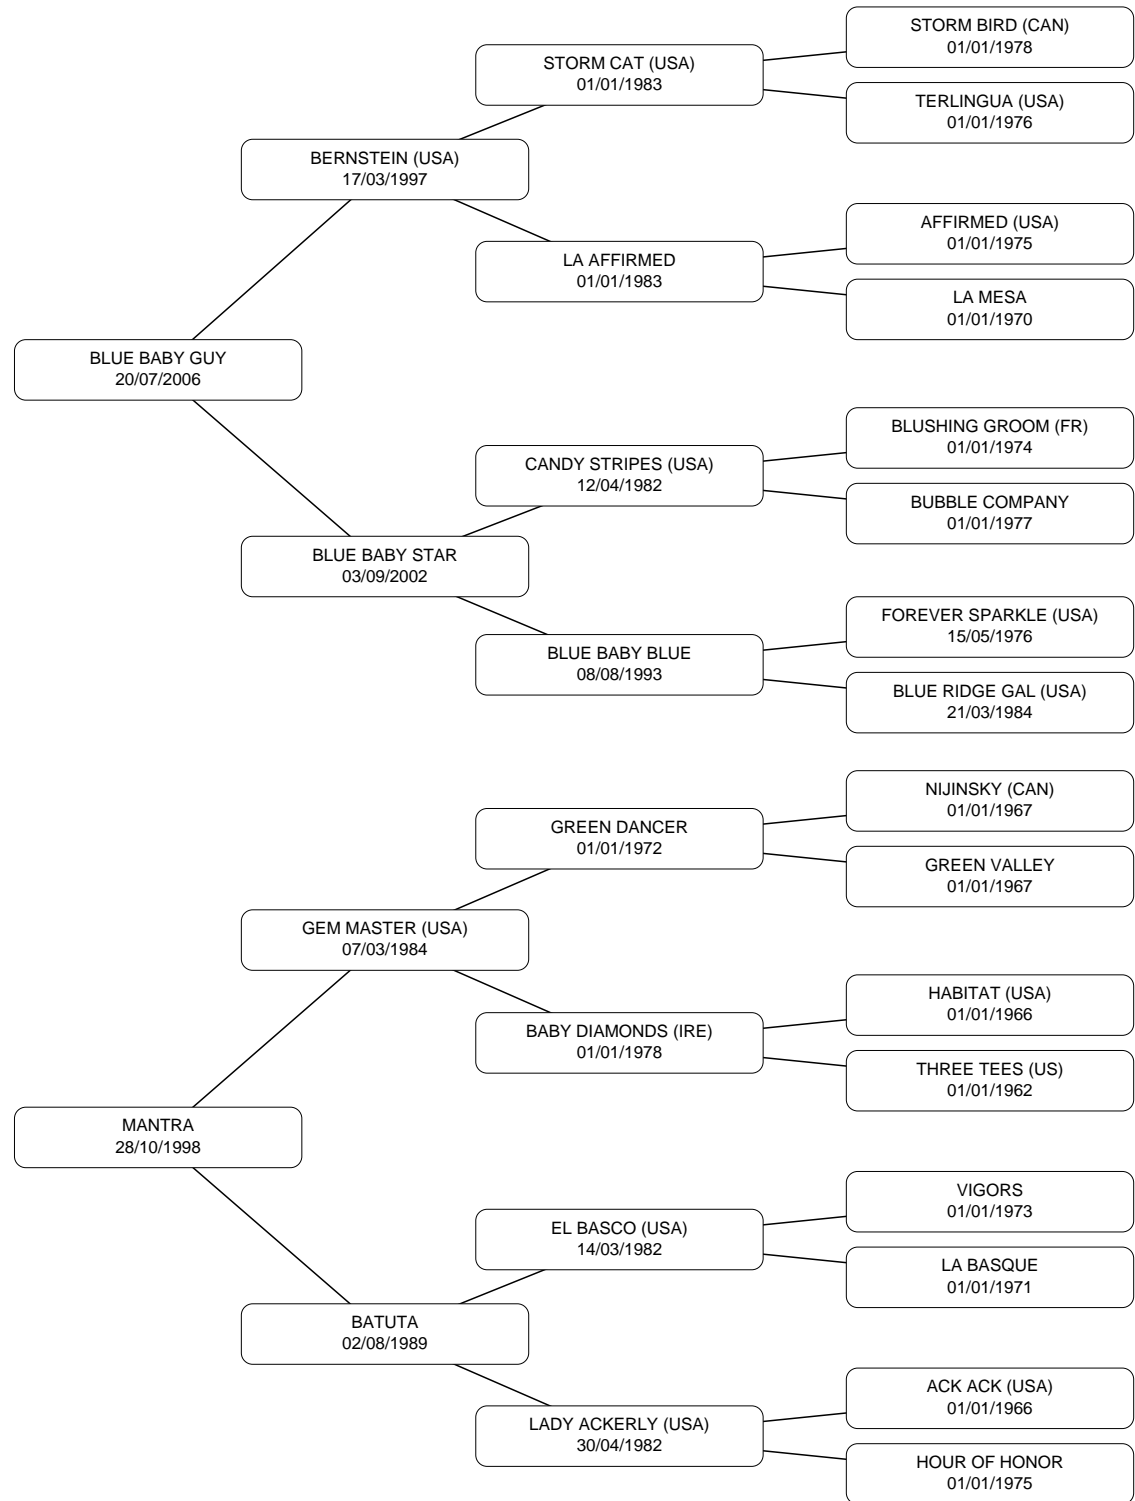 STORM BIRD (CAN)
01/01/1978
STORM CAT (USA)
01/01/1983
TERLINGUA (USA)
01/01/1976
BERNSTEIN (USA)
17/03/1997
AFFIRMED (USA)
01/01/1975
LA AFFIRMED
01/01/1983
LA MESA
01/01/1970
BLUE BABY GUY
20/07/2006
BLUSHING GROOM (FR)
01/01/1974
CANDY STRIPES (USA)
12/04/1982
BUBBLE COMPANY
01/01/1977
BLUE BABY STAR
03/09/2002
FOREVER SPARKLE (USA)
15/05/1976
BLUE BABY BLUE
08/08/1993
BLUE RIDGE GAL (USA)
21/03/1984
NIJINSKY (CAN)
01/01/1967
GREEN DANCER
01/01/1972
GREEN VALLEY
01/01/1967
GEM MASTER (USA)
07/03/1984
HABITAT (USA)
01/01/1966
BABY DIAMONDS (IRE)
01/01/1978
THREE TEES (US)
01/01/1962
MANTRA
28/10/1998
VIGORS
01/01/1973
EL BASCO (USA)
14/03/1982
LA BASQUE
01/01/1971
BATUTA
02/08/1989
ACK ACK (USA)
01/01/1966
LADY ACKERLY (USA)
30/04/1982
HOUR OF HONOR
01/01/1975